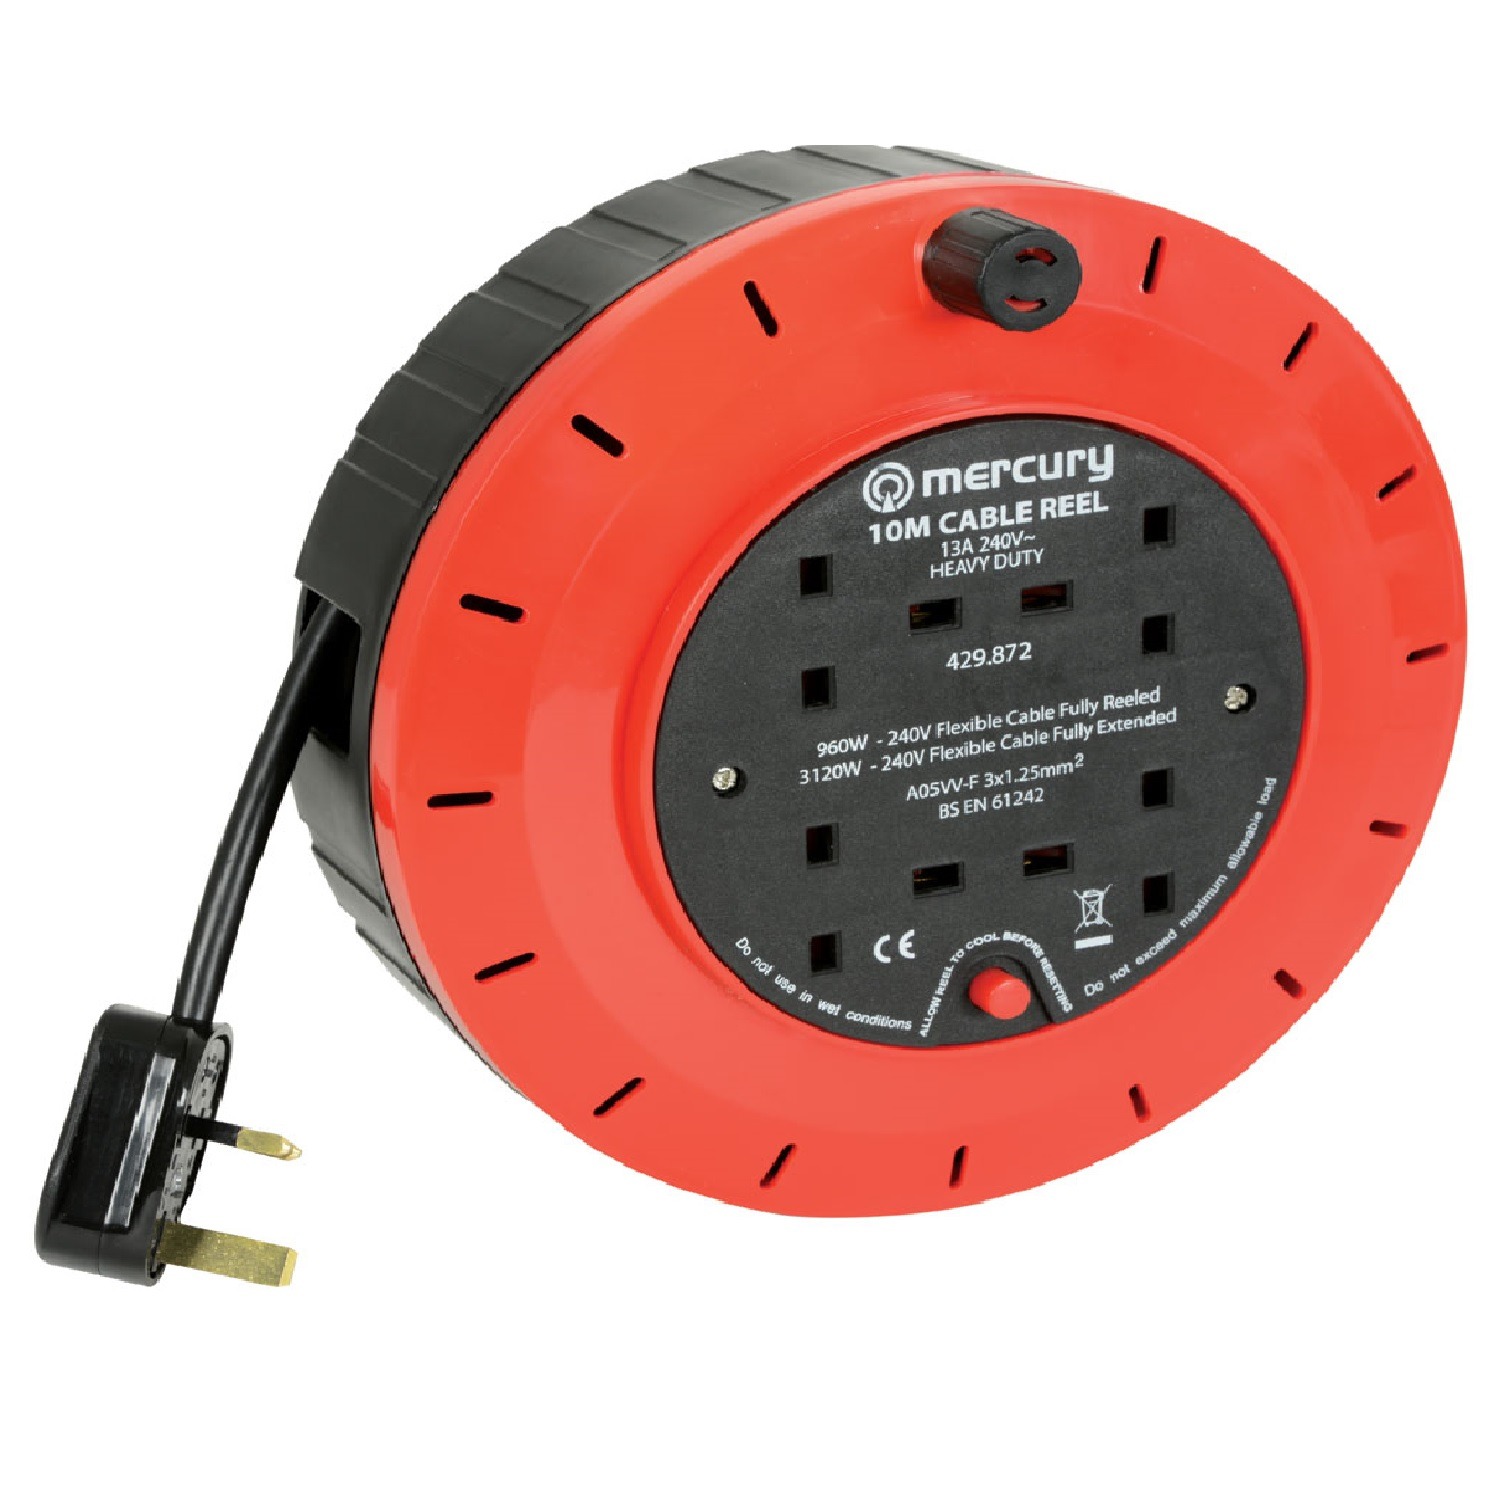 mercury
10M CABLE REEL
13A 240V~
HEAVY DUTY
429.872
960W - 240V Flexible Cable Fully Reeled
3120W - 240V Flexible Cable Fully Extended
A05VV-F 3x1.25mm²
BS EN 61242
CE
Do not use in wet conditions
ALLOW REEL TO COOL BEFORE RESETTING
Do not exceed maximum allowable load